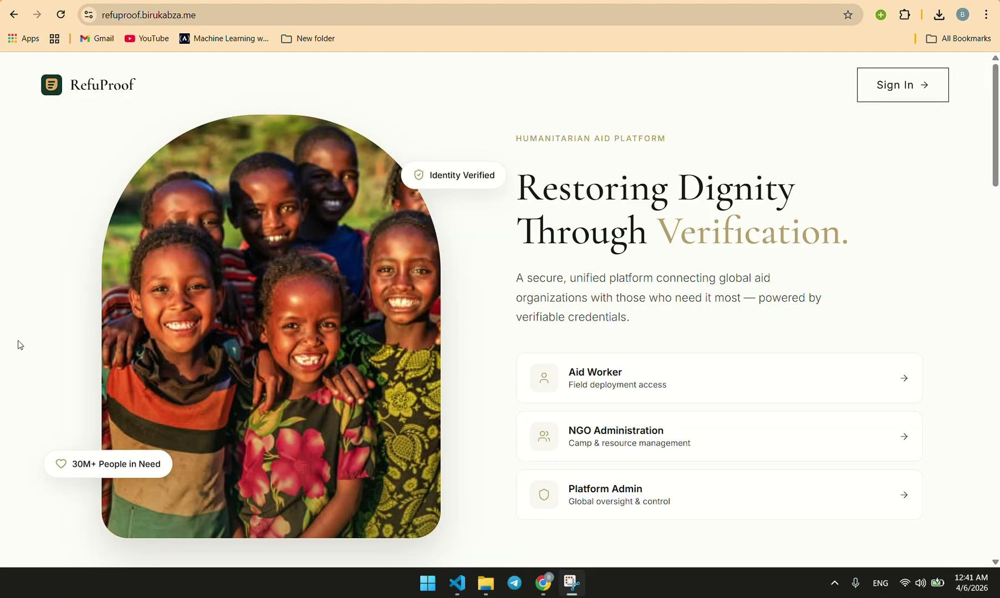 refuproof.birukabza.me
B
Apps
Gmail
YouTube
Machine Learning w...
New folder
All Bookmarks
RefuProof
Sign In
Identity Verified
30M+ People in Need
HUMANITARIAN AID PLATFORM
Restoring Dignity
Through Verification.
A secure, unified platform connecting global aid
organizations with those who need it most — powered by
verifiable credentials.
Aid Worker
Field deployment access
NGO Administration
Camp & resource management
Platform Admin
Global oversight & control
B
ENG
12:41 AM
4/6/2026